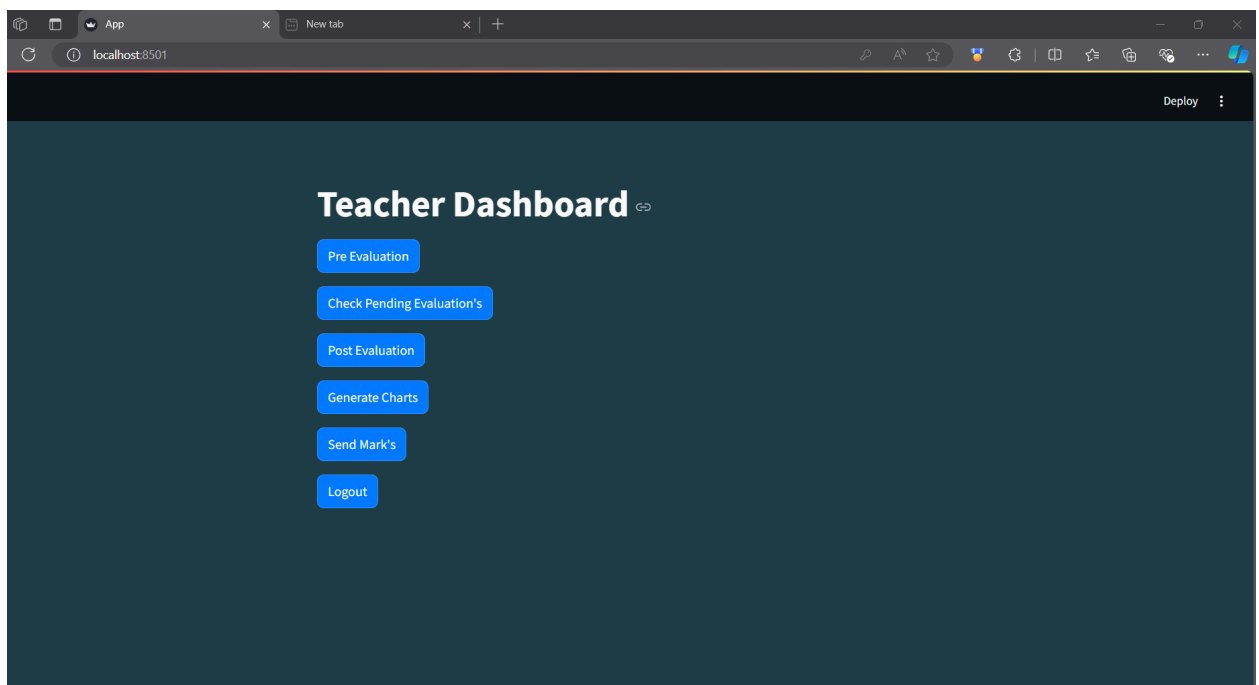 App
New tab
localhost:8501
Deploy
Teacher Dashboard
Pre Evaluation
Check Pending Evaluation's
Post Evaluation
Generate Charts
Send Mark's
Logout